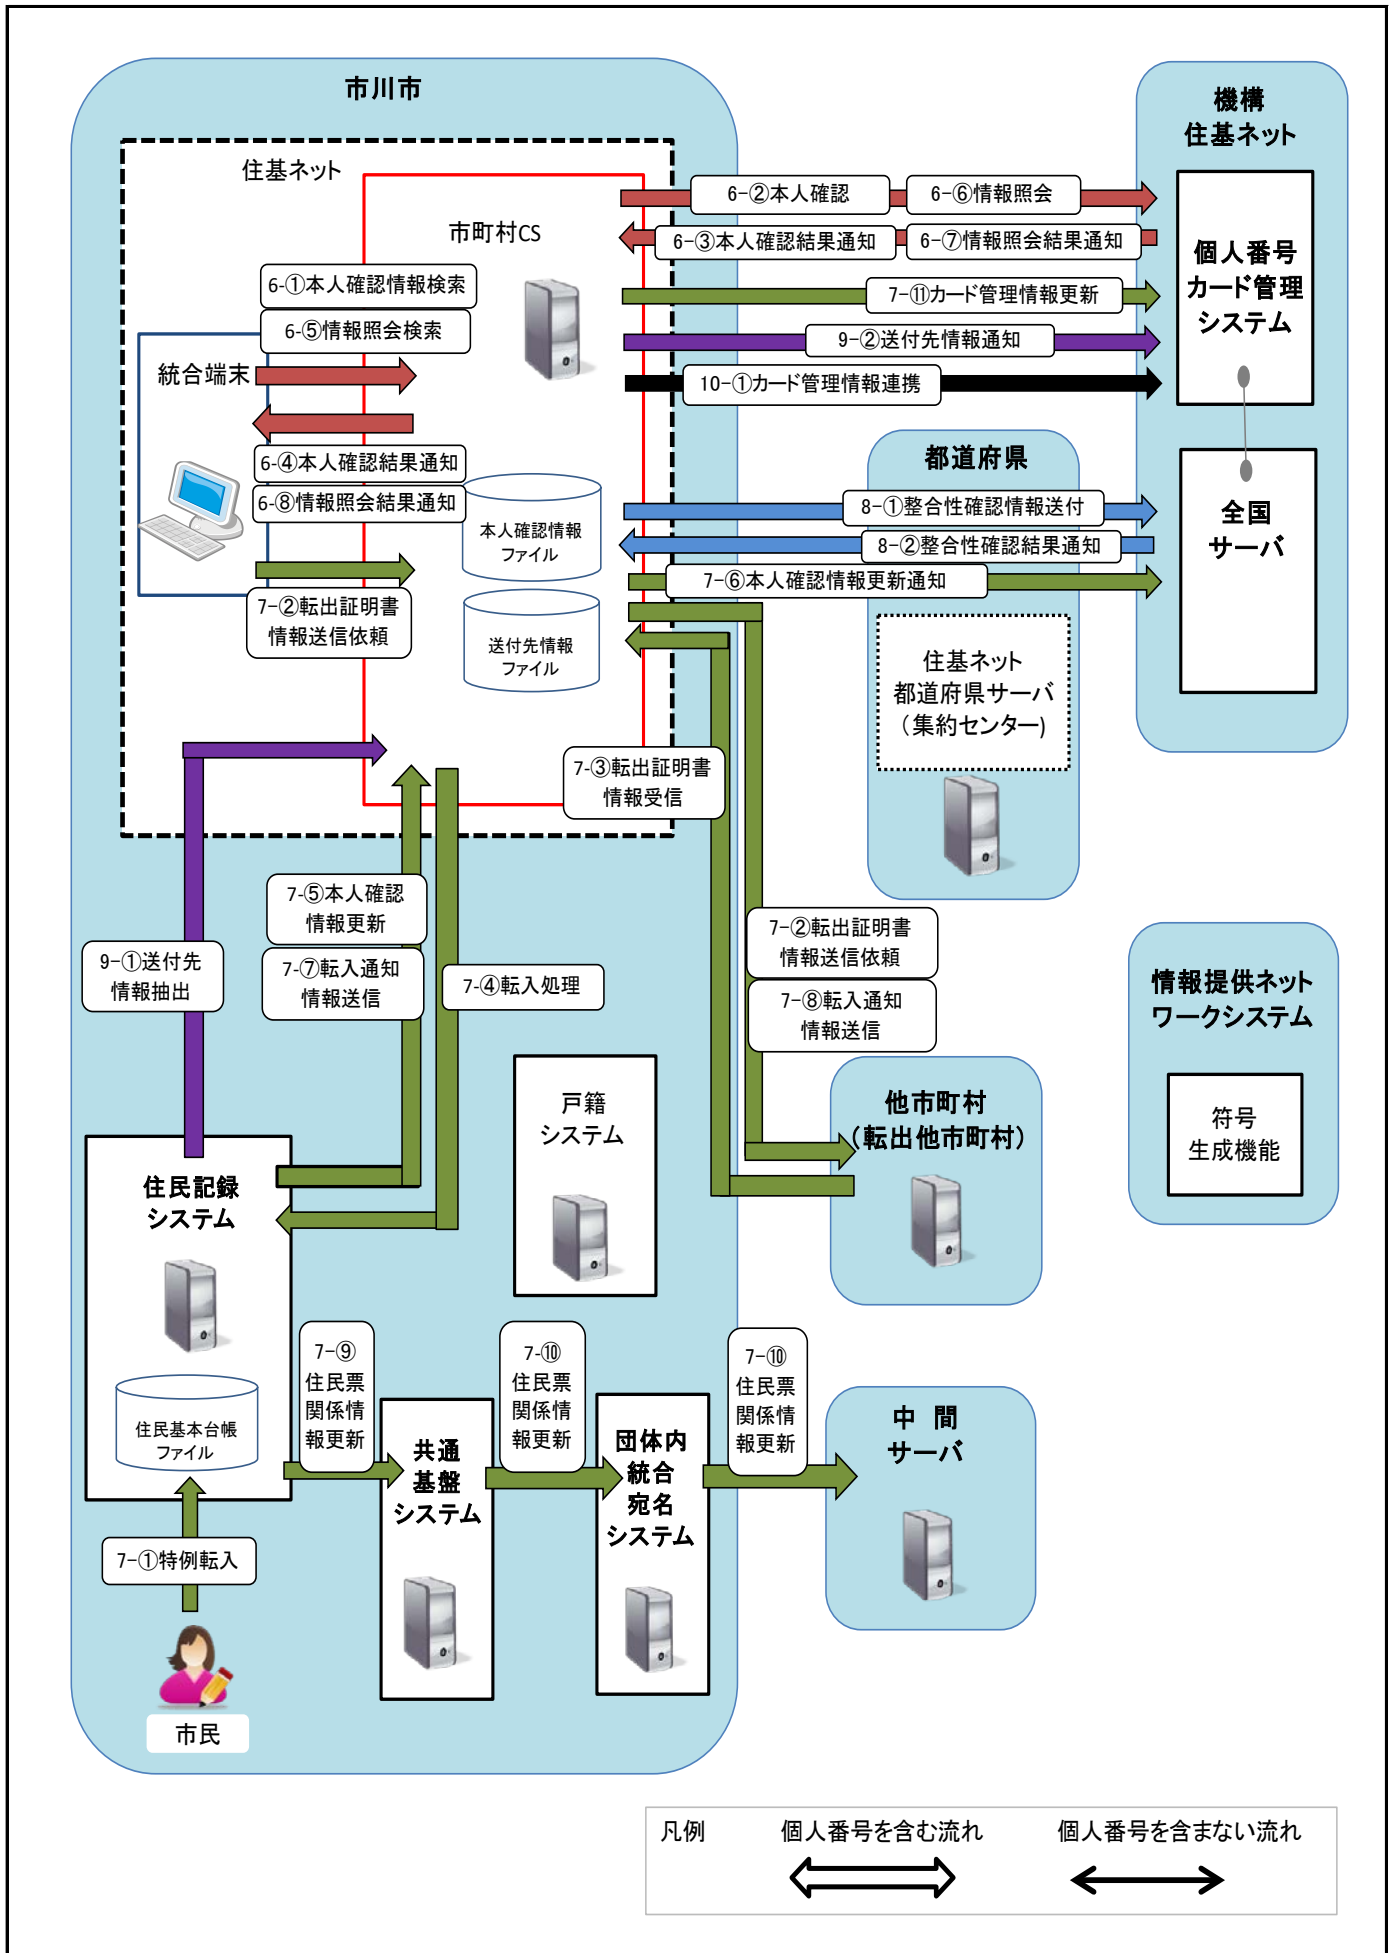 市川市
機構
住基ネット
住基ネット
市町村CS
6-②本人確認
6-⑥情報照会
6-③本人確認結果通知
6-⑦情報照会結果通知
個人番号
カード管理
システム
6-①本人確認情報検索
7-⑪カード管理情報更新
6-⑤情報照会検索
9-②送付先情報通知
統合端末
10-①カード管理情報連携
都道府県
6-④本人確認結果通知
6-⑧情報照会結果通知
8-①整合性確認情報送付
全国
サーバ
本人確認情報
ファイル
8-②整合性確認結果通知
7-⑥本人確認情報更新通知
7-②転出証明書
情報送信依頼
送付先情報
ファイル
住基ネット
都道府県サーバ
(集約センター)
7-③転出証明書
情報受信
7-⑤本人確認
情報更新
7-②転出証明書
情報送信依頼
9-①送付先
情報抽出
7-⑦転入通知
情報送信
7-④転入処理
7-⑧転入通知
情報送信
情報提供ネット
ワークシステム
戸籍
システム
他市町村
(転出他市町村)
符号
生成機能
住民記録
システム
7-⑨
住民票
関係情
報更新
7-⑩
住民票
関係情
報更新
7-⑩
住民票
関係情
報更新
住民基本台帳
ファイル
共通
基盤
システム
団体内
統合
宛名
システム
中 間
サーバ
7-①特例転入
市民
凡例
個人番号を含む流れ
個人番号を含まない流れ